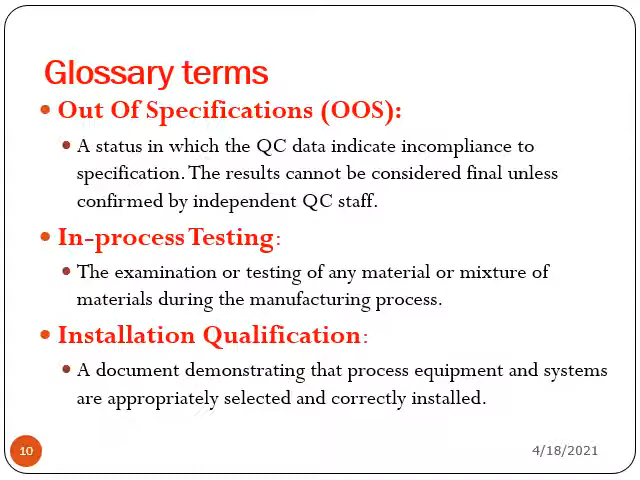 Glossary terms
• Out Of Specifications (OOS):
• A status in which the QC data indicate incompliance to
specification. The results cannot be considered final unless
confirmed by independent QC staff.
• In-process Testing:
• The examination or testing of any material or mixture of
materials during the manufacturing process.
• Installation Qualification:
• A document demonstrating that process equipment and systems
are appropriately selected and correctly installed.
10
4/18/2021